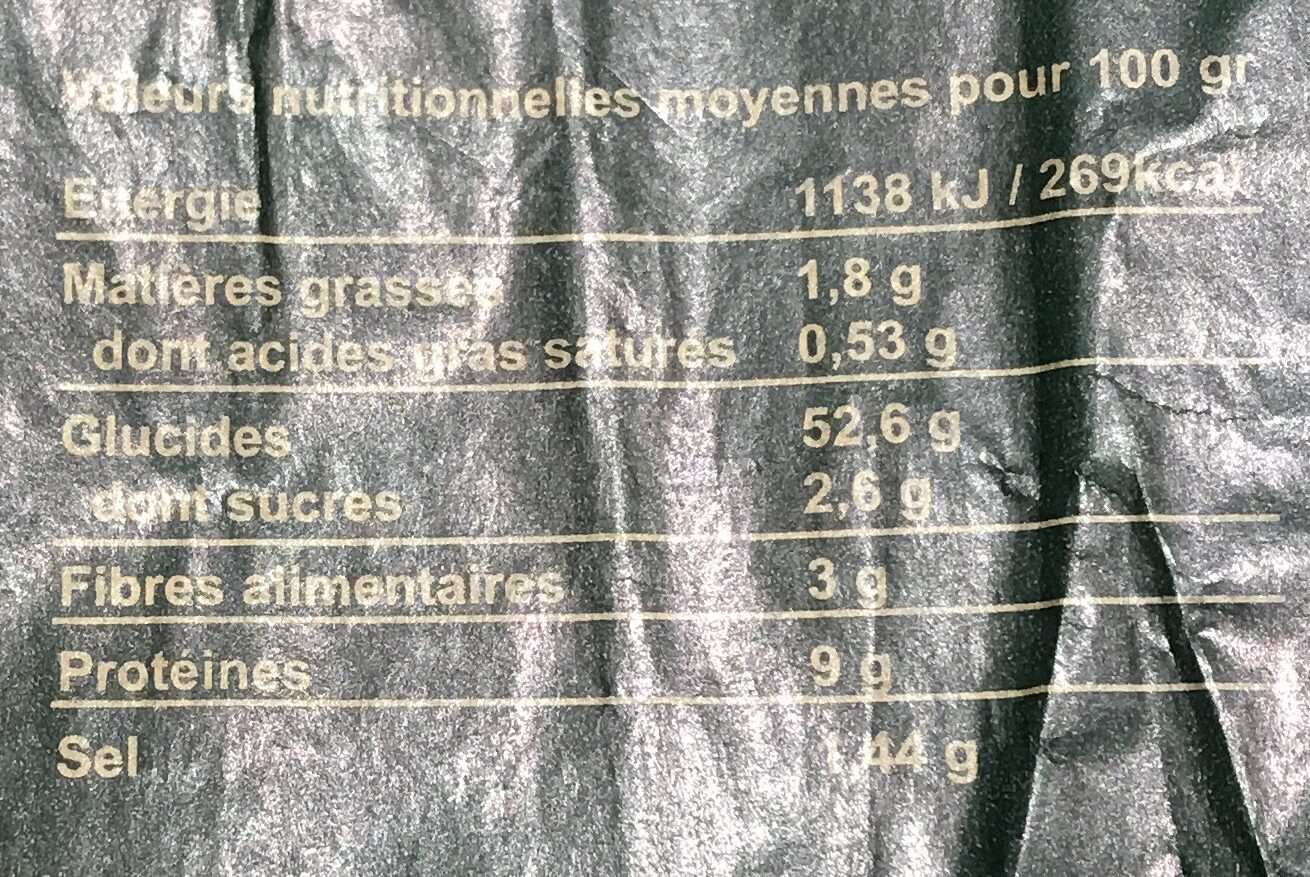 Valeurs nutritionnelles moyennes pour 100 gr
Energie 1138 kJ / 269kcal
Matières grasses 1,8 g
dont acides gras saturés 0,53 g
Glucides 52,6 g
dont sucres 2,6 g
Fibres alimentaires 3 g
Protéines 9 g
Sel 1,44 g